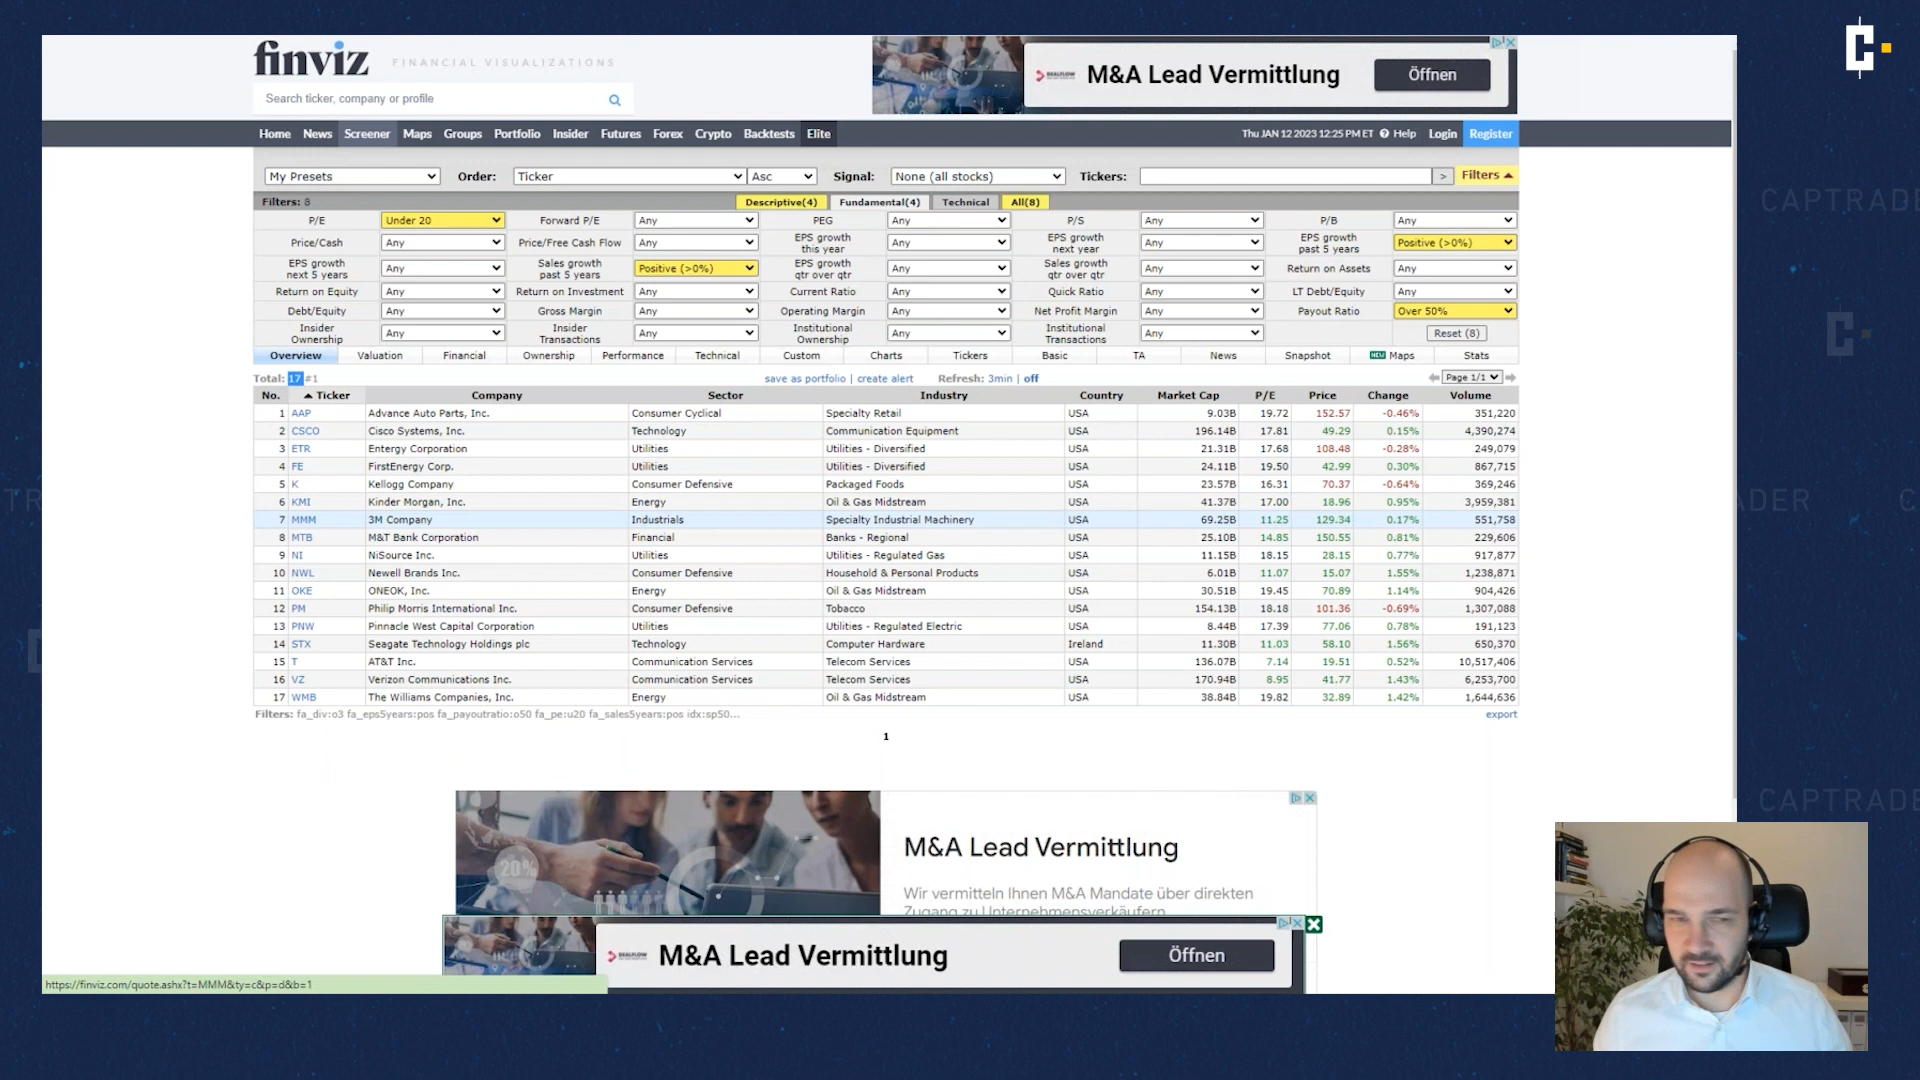 finviz FINANCIAL VISUALIZATIONS
Search ticker, company or profile
M&A Lead Vermittlung Öffnen
Home News Screener Maps Groups Portfolio Insider Futures Forex Crypto Backtests Elite Thu JAN 12 2023 12:25 PM ET Help Login Register
My Presets Order: Ticker Asc Signal: None (all stocks) Tickers: > Filters
Filters: 8 Descriptive(4) Fundamental(4) Technical All(8)
P/E Under 20 Forward P/E Any PEG Any P/S Any P/B Any
Price/Cash Any Price/Free Cash Flow Any EPS growth this year Any EPS growth next year Any EPS growth past 5 years Positive (>0%)
EPS growth next 5 years Any Sales growth past 5 years Positive (>0%) EPS growth qtr over qtr Any Sales growth qtr over qtr Any Return on Assets Any
Return on Equity Any Return on Investment Any Current Ratio Any Quick Ratio Any LT Debt/Equity Any
Debt/Equity Any Gross Margin Any Operating Margin Any Net Profit Margin Any Payout Ratio Over 50%
Insider Ownership Any Insider Transactions Any Institutional Ownership Any Institutional Transactions Any Reset (8)
Overview Valuation Financial Ownership Performance Technical Custom Charts Tickers Basic TA News Snapshot NEW Maps Stats
Total: 17 #1 save as portfolio | create alert Refresh: 3min | off Page 1/1
No. Ticker Company Sector Industry Country Market Cap P/E Price Change Volume
1 AAP Advance Auto Parts, Inc. Consumer Cyclical Specialty Retail USA 9.03B 19.72 152.57 -0.46% 351,220
2 CSCO Cisco Systems, Inc. Technology Communication Equipment USA 196.14B 17.81 49.29 0.15% 4,390,274
3 ETR Entergy Corporation Utilities Utilities - Diversified USA 21.31B 17.68 108.48 -0.28% 249,079
4 FE FirstEnergy Corp. Utilities Utilities - Diversified USA 24.11B 19.50 42.99 0.30% 867,715
5 K Kellogg Company Consumer Defensive Packaged Foods USA 23.57B 16.31 70.37 -0.64% 369,246
6 KMI Kinder Morgan, Inc. Energy Oil & Gas Midstream USA 41.37B 17.00 18.96 0.95% 3,959,381
7 MMM 3M Company Industrials Specialty Industrial Machinery USA 69.25B 11.25 129.34 0.17% 551,758
8 MTB M&T Bank Corporation Financial Banks - Regional USA 25.10B 14.85 150.55 0.81% 229,606
9 NI NiSource Inc. Utilities Utilities - Regulated Gas USA 11.15B 18.15 28.15 0.77% 917,877
10 NWL Newell Brands Inc. Consumer Defensive Household & Personal Products USA 6.01B 11.07 15.07 1.55% 1,238,871
11 OKE ONEOK, Inc. Energy Oil & Gas Midstream USA 30.51B 19.45 70.89 1.14% 904,426
12 PM Philip Morris International Inc. Consumer Defensive Tobacco USA 154.13B 18.18 101.36 -0.69% 1,307,088
13 PNW Pinnacle West Capital Corporation Utilities Utilities - Regulated Electric USA 8.44B 17.39 77.06 0.78% 191,123
14 STX Seagate Technology Holdings plc Technology Computer Hardware Ireland 11.30B 11.03 58.10 1.56% 650,370
15 T AT&T Inc. Communication Services Telecom Services USA 136.07B 7.14 19.51 0.52% 10,517,406
16 VZ Verizon Communications Inc. Communication Services Telecom Services USA 170.94B 8.95 41.77 1.43% 6,253,700
17 WMB The Williams Companies, Inc. Energy Oil & Gas Midstream USA 38.84B 19.82 32.89 1.42% 1,644,636
Filters: fa_div:o3 fa_eps5years:pos fa_payoutratio:o50 fa_pe:u20 fa_sales5years:pos idx:sp50... export
1
20%
M&A Lead Vermittlung
Wir vermitteln Ihnen M&A Mandate über direkten
Zugang zu Unternehmensverkäufern
M&A Lead Vermittlung Öffnen
https://finviz.com/quote.ashx?t=MMM&ty=c&p=d&b=1
CAPTRADE
TR
ADER
C
CAPTRADE